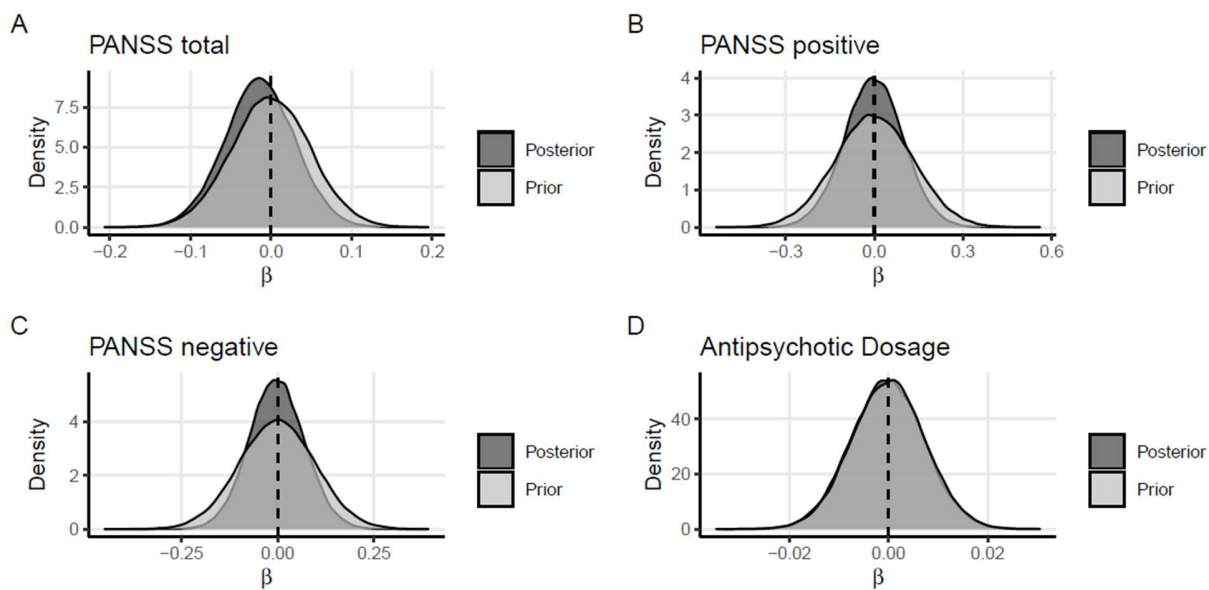 A
PANSS total
Density
7.5
5.0
2.5
0.0
−0.2
−0.1
0.0
0.1
0.2
β
Posterior
Prior
B
PANSS positive
Density
4
3
2
1
0
−0.3
0.0
0.3
0.6
β
Posterior
Prior
C
PANSS negative
Density
4
2
0
−0.25
0.00
0.25
β
Posterior
Prior
D
Antipsychotic Dosage
Density
40
20
0
−0.02
0.00
0.02
β
Posterior
Prior